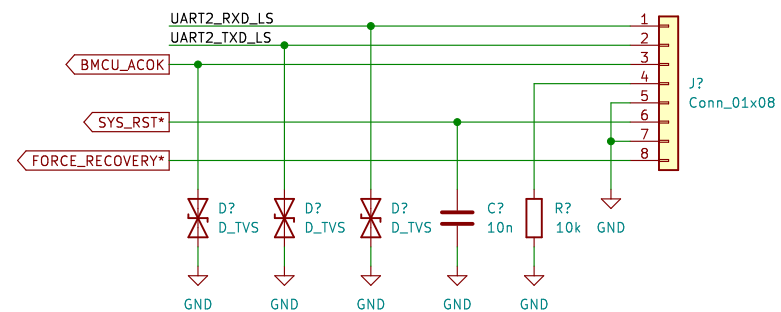 UART2_RXD_LS
UART2_TXD_LS
BMCU_ACOK
SYS_RST*
FORCE_RECOVERY*
1
2
3
4
5
6
7
8
J?
Conn_01x08
D?
D_TVS
D?
D_TVS
D?
D_TVS
C?
10n
R?
10k
GND
GND
GND
GND
GND
GND